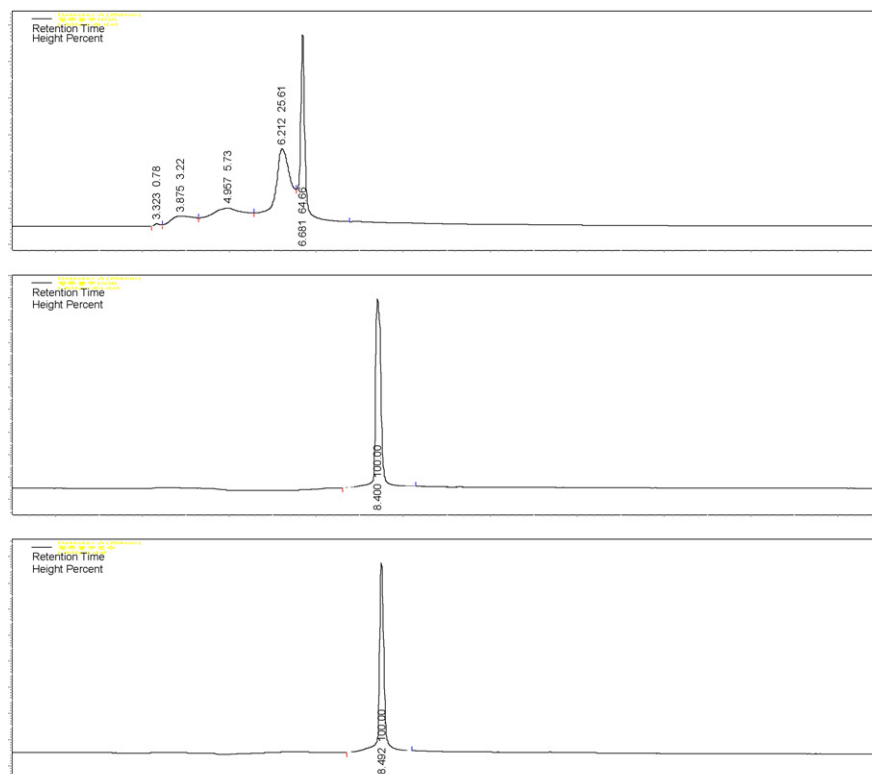 Retention Time
Height Percent
3.323 0.78
3.875 3.22
4.957 5.73
6.212 25.61
6.681 64.66
Retention Time
Height Percent
8.400 100.00
Retention Time
Height Percent
8.492 100.00